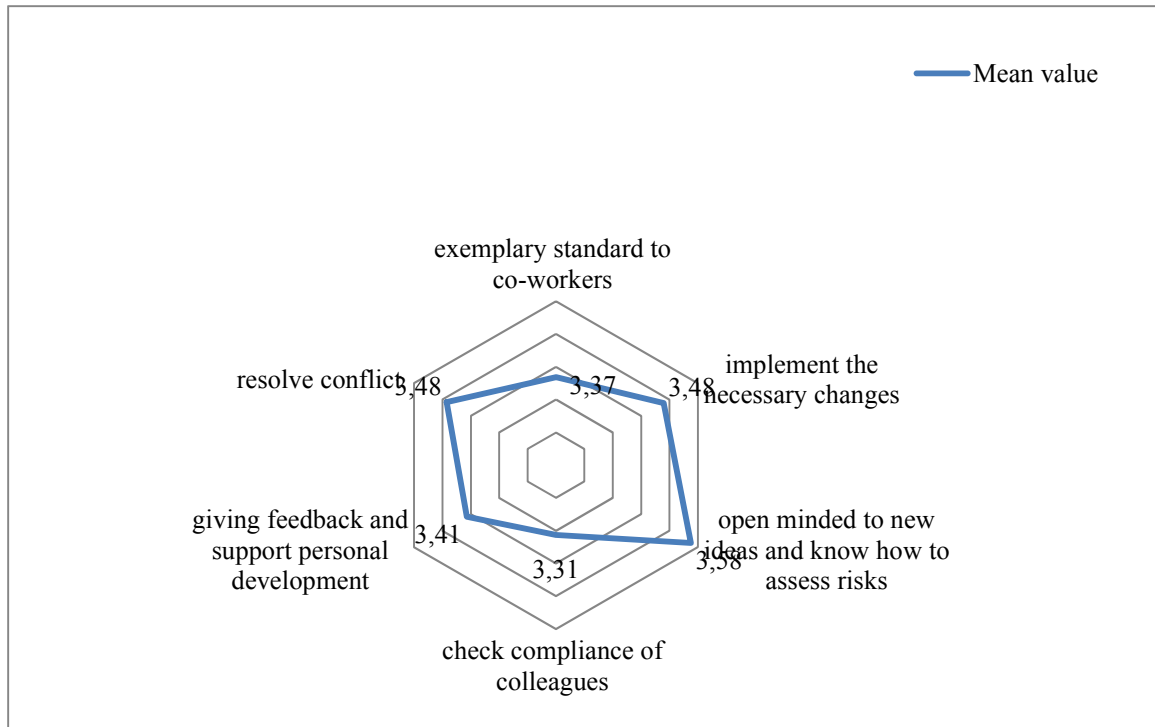 Mean value
exemplary standard to
co-workers
3,37
implement the
necessary changes
3,48
open minded to new
ideas and know how to
assess risks
3,58
check compliance of
colleagues
3,31
giving feedback and
support personal
development
3,41
resolve conflict
3,48